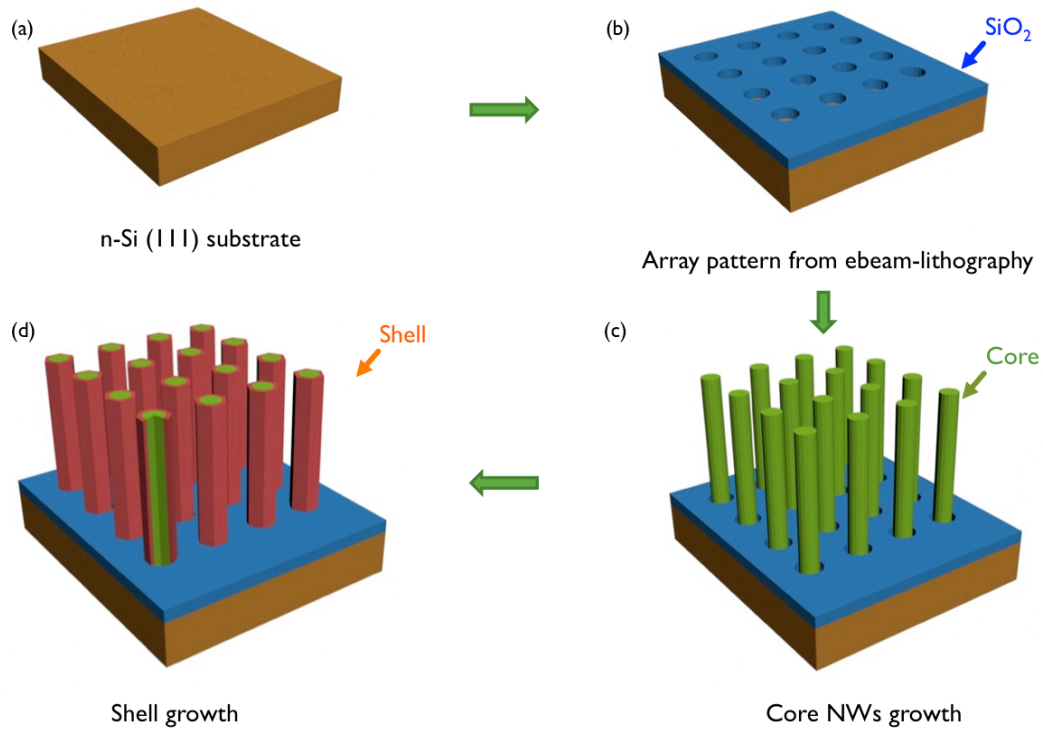 (a)
(b)
SiO₂
n-Si (111) substrate
Array pattern from ebeam-lithography
(d)
Shell
(c)
Core
Shell growth
Core NWs growth